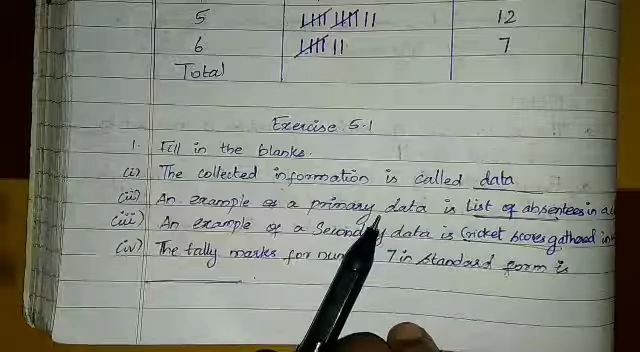 5 𝍸 𝍸 || 12
6 𝍸 || 7
Total
Exercise 5.1
1. Fill in the blanks.
(i) The collected information is called data
(ii) An example of a primary data is List of absentees in a
(iii) An example of a Secondary data is Cricket scores gathered in
(iv) The tally marks for 7 in standard form is